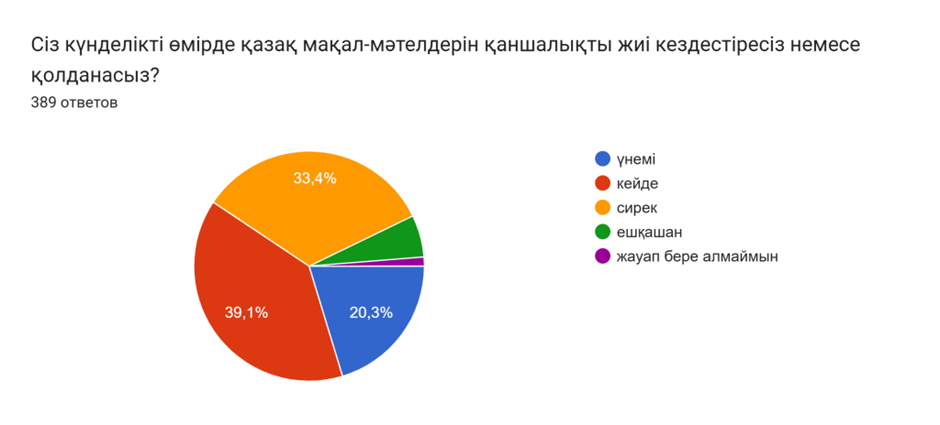 Сіз күнделікті өмірде қазақ мақал-мәтелдерін қаншалықты жиі кездестіресіз немесе
қолданасыз?
389 ответов
33,4%
39,1%
20,3%
үнемі
кейде
сирек
ешқашан
жауап бере алмаймын